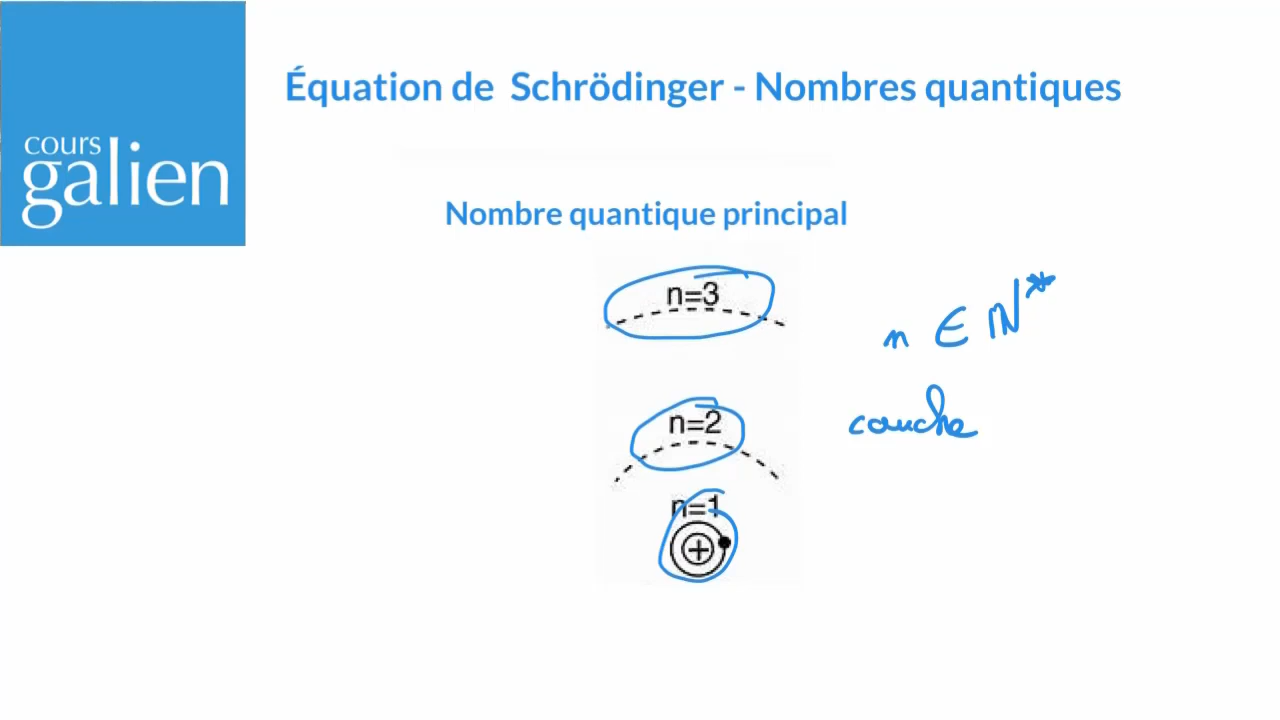 cours
galien
Équation de Schrödinger - Nombres quantiques
Nombre quantique principal
n=3
n ∈ ℕ*
couche
n=2
n=1
+